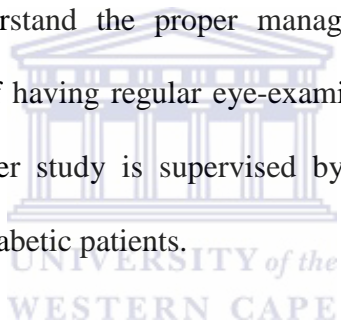 rstand the proper manag
f having regular eye-exami
er study is supervised by
abetic patients.
UNIVERSITY of the
WESTERN CAPE